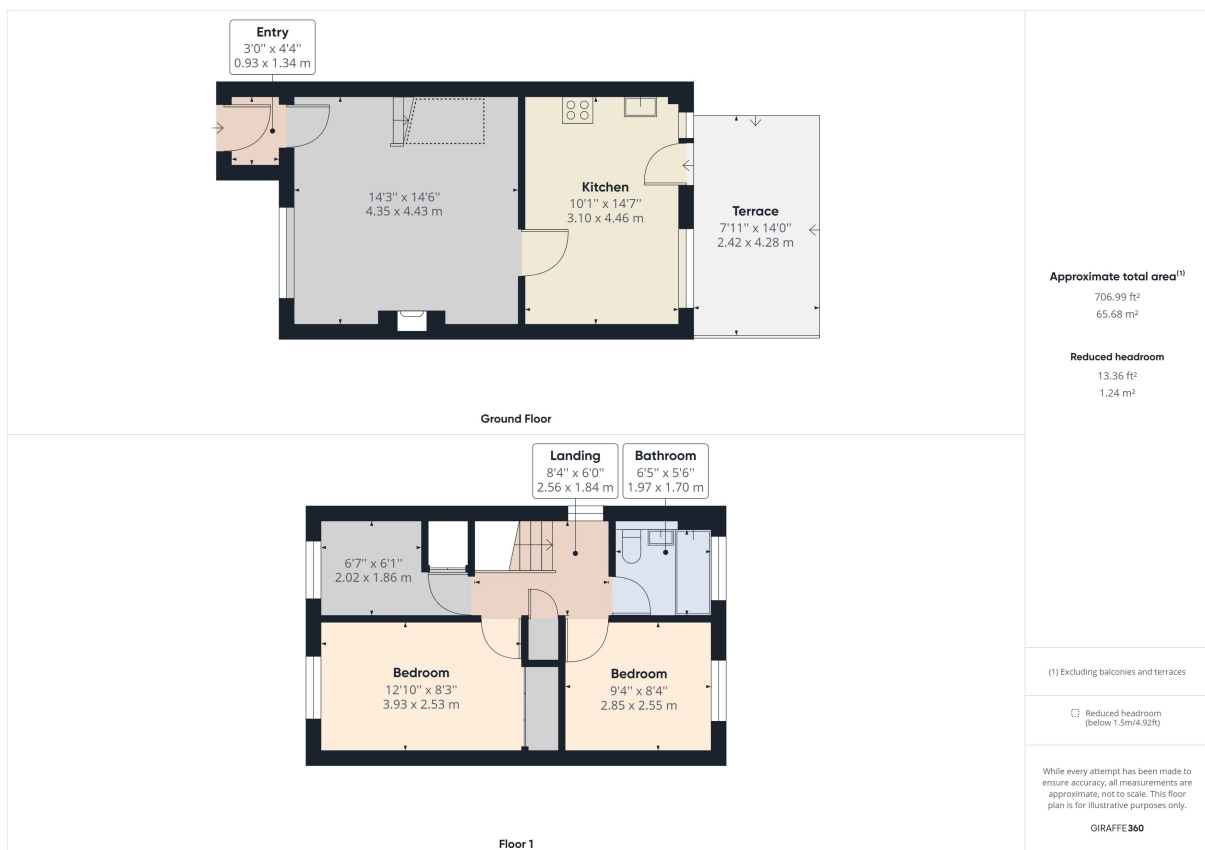 Entry
3'0'' x 4'4''
0.93 x 1.34 m
14'3'' x 14'6''
4.35 x 4.43 m
Kitchen
10'1'' x 14'7''
3.10 x 4.46 m
Terrace
7'11'' x 14'0''
2.42 x 4.28 m
Ground Floor
Landing
8'4'' x 6'0''
2.56 x 1.84 m
Bathroom
6'5'' x 5'6''
1.97 x 1.70 m
6'7'' x 6'1''
2.02 x 1.86 m
Bedroom
12'10'' x 8'3''
3.93 x 2.53 m
Bedroom
9'4'' x 8'4''
2.85 x 2.55 m
Floor 1
Approximate total area(1)
706.99 ft²
65.68 m²
Reduced headroom
13.36 ft²
1.24 m²
(1) Excluding balconies and terraces
Reduced headroom
(below 1.5m/4.92ft)
While every attempt has been made to
ensure accuracy, all measurements are
approximate, not to scale. This floor
plan is for illustrative purposes only.
GIRAFFE360